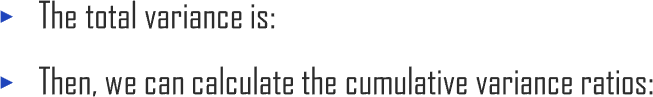 The total variance is:
Then, we can calculate the cumulative variance ratios: